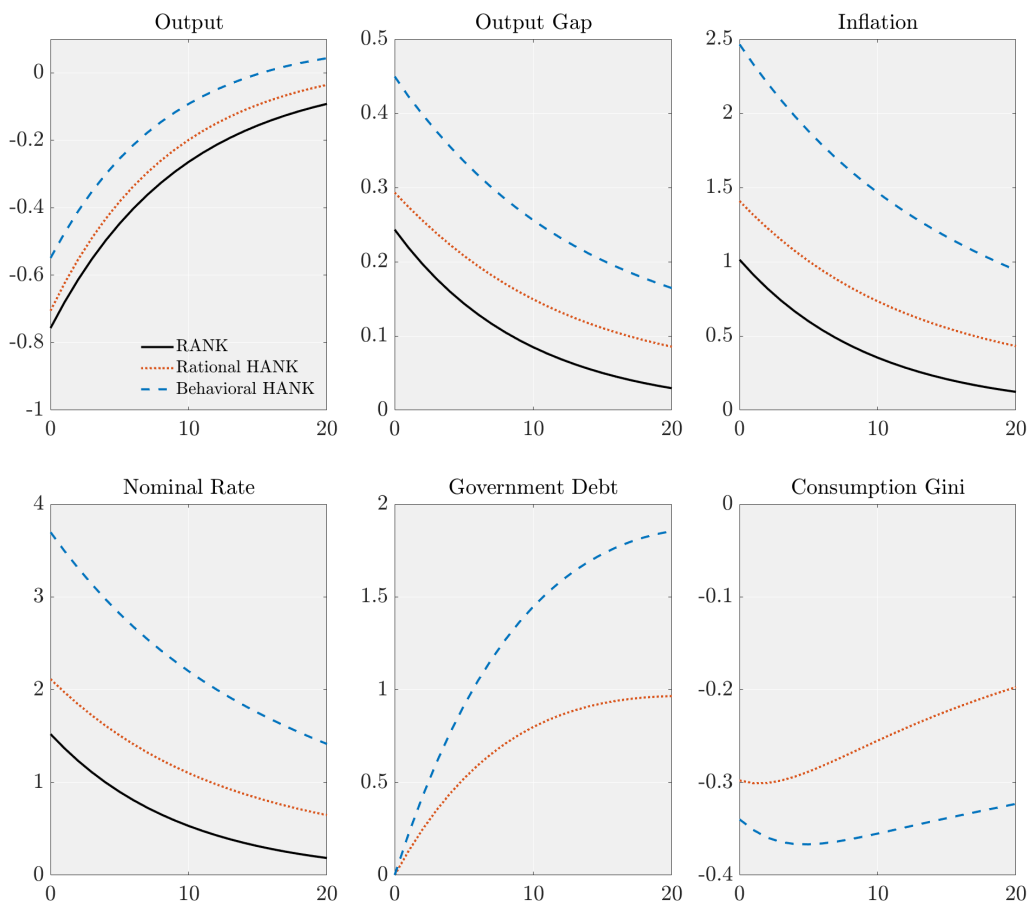 Output
Output Gap
Inflation
0
-0.2
-0.4
-0.6
-0.8
-1
RANK
Rational HANK
Behavioral HANK
0 10 20
0.5
0.4
0.3
0.2
0.1
0
0 10 20
2.5
2
1.5
1
0.5
0
0 10 20
Nominal Rate
Government Debt
Consumption Gini
4
3
2
1
0
0 10 20
2
1.5
1
0.5
0
0 10 20
0
-0.1
-0.2
-0.3
-0.4
0 10 20